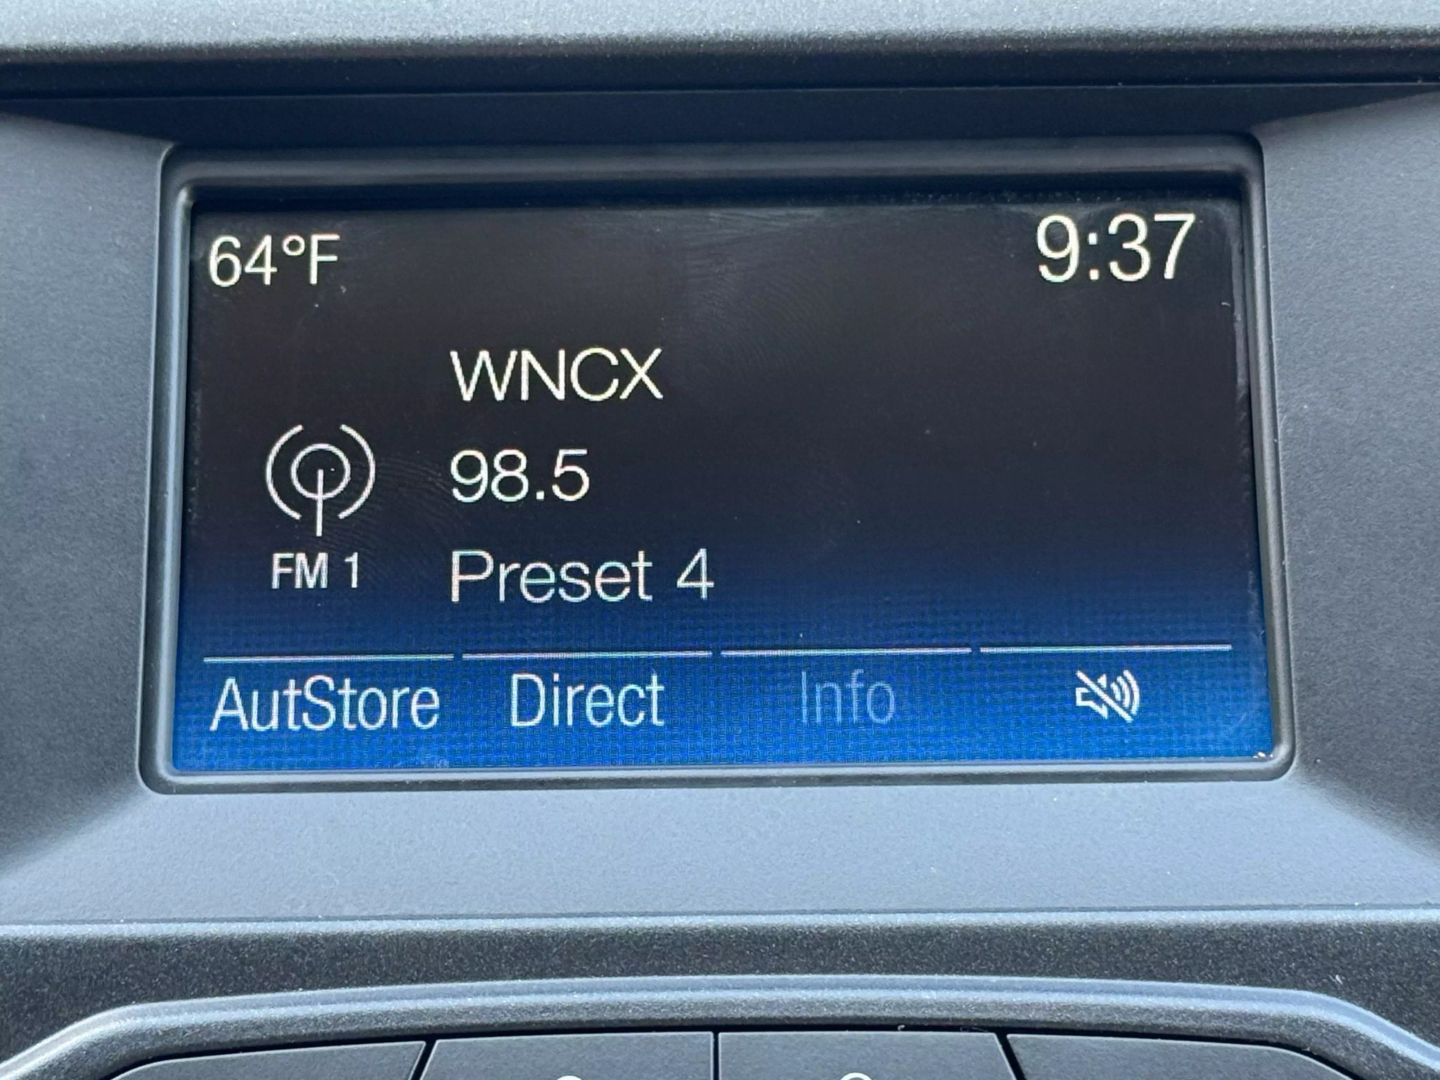 64°F
9:37
WNCX
98.5
FM 1
Preset 4
AutStore
Direct
Info